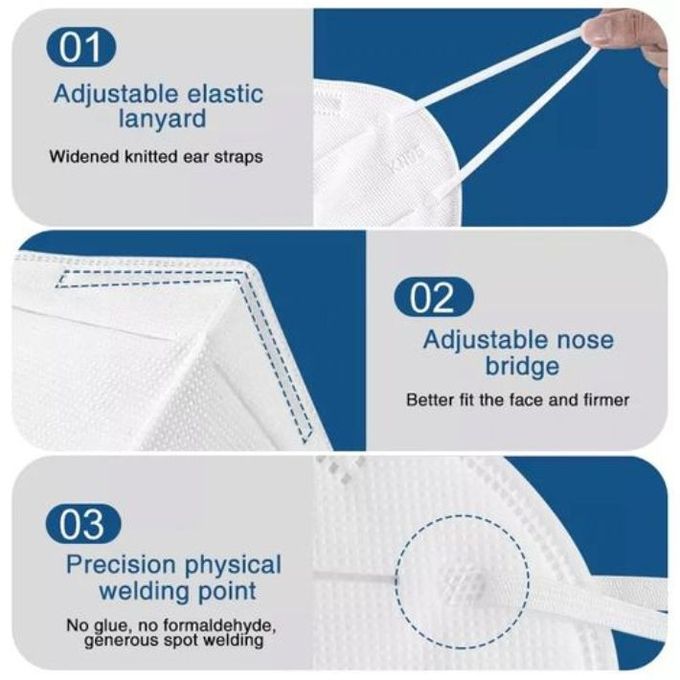 01
Adjustable elastic
lanyard
Widened knitted ear straps
KN95
02
Adjustable nose
bridge
Better fit the face and firmer
03
Precision physical
welding point
No glue, no formaldehyde,
generous spot welding